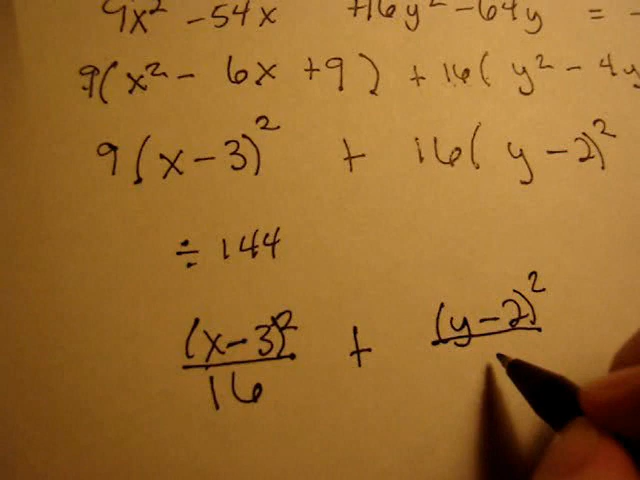 9x² - 54x +16y² - 64y =
9(x² - 6x + 9) + 16(y² - 4y
9(x - 3)² + 16(y - 2)²
÷ 144
(x - 3)²/16 + (y - 2)²